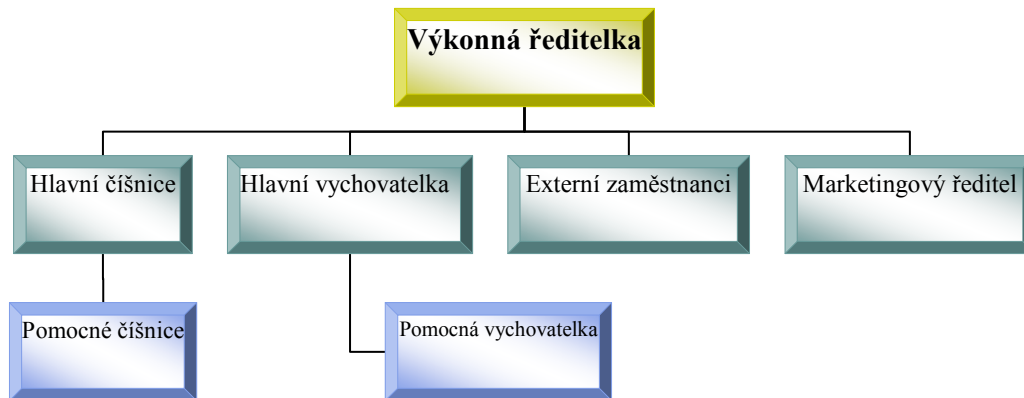 Výkonná ředitelka
Hlavní číšnice
Hlavní vychovatelka
Externí zaměstnanci
Marketingový ředitel
Pomocné číšnice
Pomocná vychovatelka